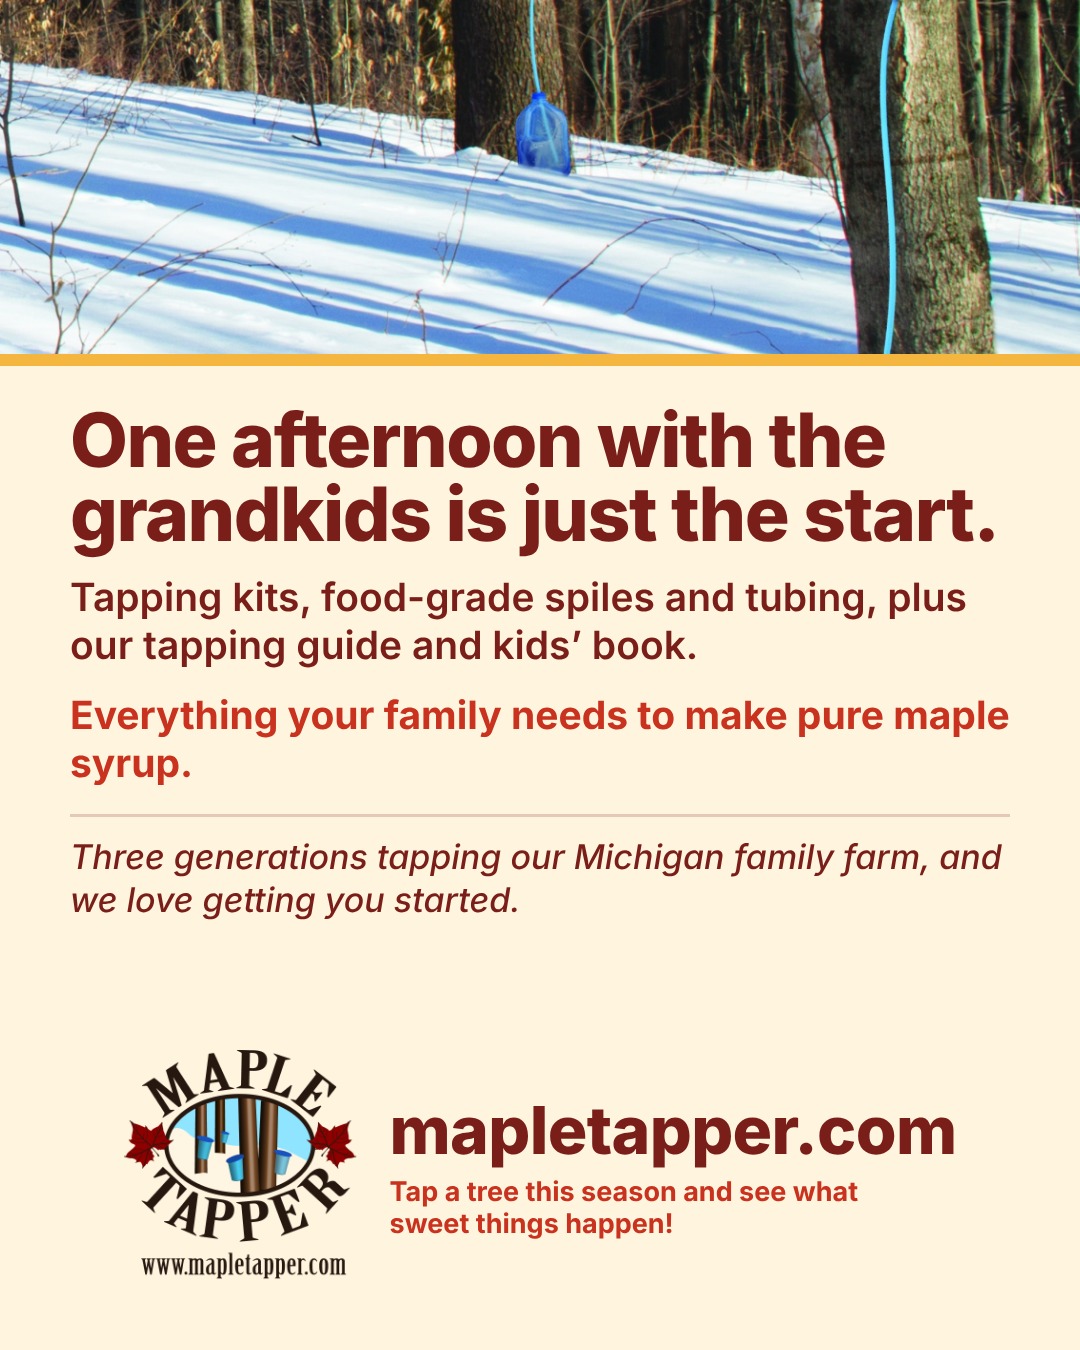 One afternoon with the
grandkids is just the start.
Tapping kits, food-grade spiles and tubing, plus
our tapping guide and kids’ book.
Everything your family needs to make pure maple
syrup.
Three generations tapping our Michigan family farm, and
we love getting you started.
MAPLE
TAPPER
www.mapletapper.com
mapletapper.com
Tap a tree this season and see what
sweet things happen!